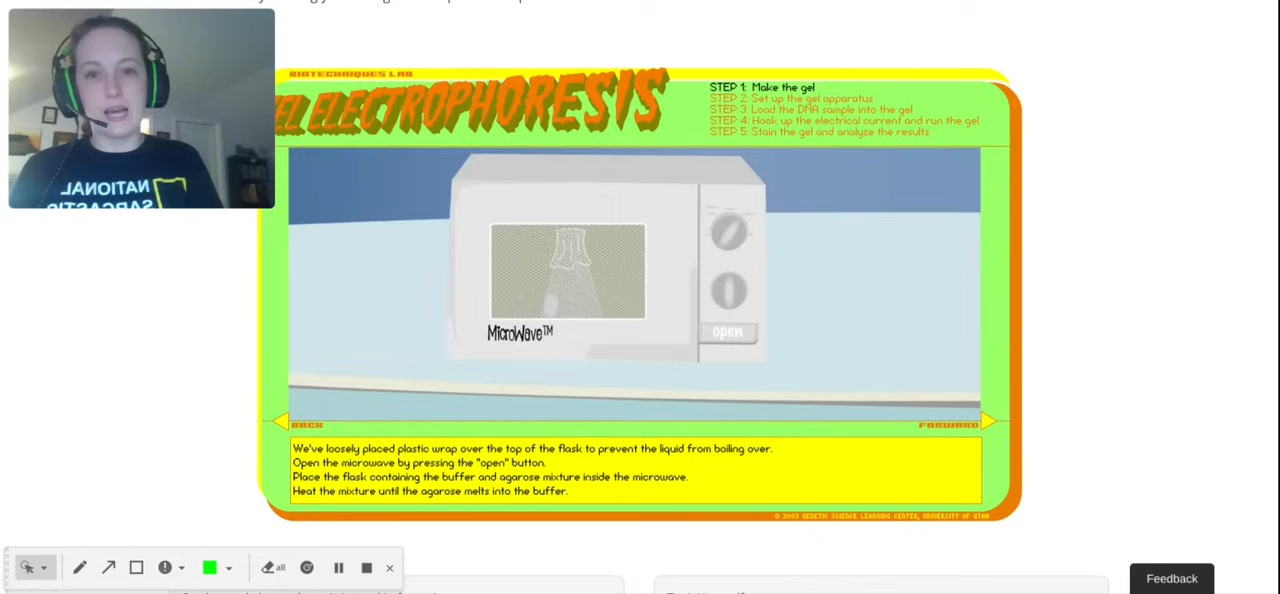 BIOTECHNIQUES LAB
EL ELECTROPHORESIS
STEP 1: Make the gel
STEP 2: Set up the gel apparatus
STEP 3: Load the DNA sample into the gel
STEP 4: Hook up the electrical current and run the gel
STEP 5: Stain the gel and analyze the results
NATIONAL
SARCASTIC
MicroWave™
open
BACK
FORWARD
We've loosely placed plastic wrap over the top of the flask to prevent the liquid from boiling over.
Open the microwave by pressing the "open" button.
Place the flask containing the buffer and agarose mixture inside the microwave.
Heat the mixture until the agarose melts into the buffer.
© 2003 GENETIC SCIENCE LEARNING CENTER, UNIVERSITY OF UTAH
all
Feedback